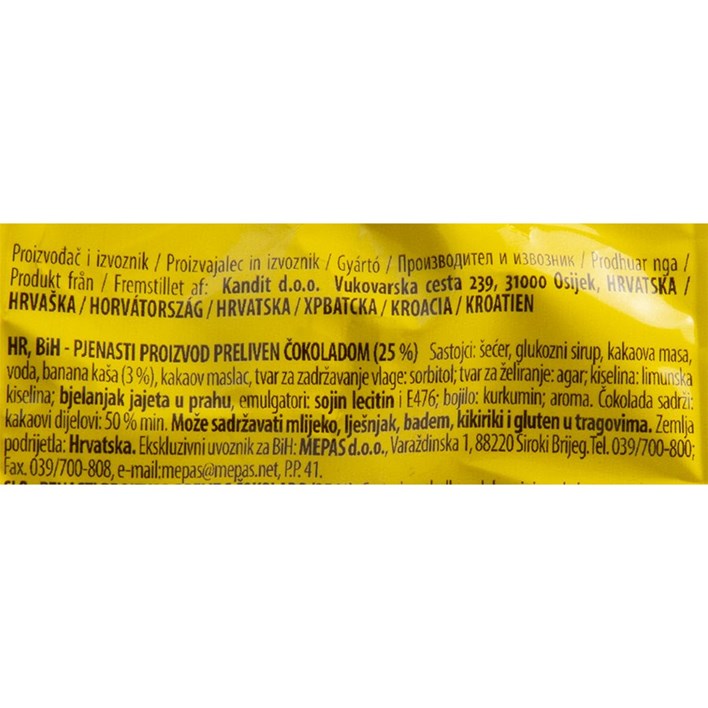 Proizvođač i izvoznik / Proizvajalec in izvoznik / Gyártó / Производител и извозник / Prodhuar nga /
Produkt från / Fremstillet af: Kandit d.o.o. Vukovarska cesta 239, 31000 Osijek, HRVATSKA /
HRVAŠKA / HORVÁTORSZÁG / HRVATSKA / ХРВАТСКА / KROACIA / KROATIEN
HR, BiH - PJENASTI PROIZVOD PRELIVEN ČOKOLADOM (25 %) Sastojci: šećer, glukozni sirup, kakaova masa,
voda, banana kaša (3 %), kakaov maslac, tvar za zadržavanje vlage: sorbitol; tvar za želiranje: agar; kiselina: limunska
kiselina; bjelanjak jajeta u prahu, emulgatori: sojin lecitin i E476; bojilo: kurkumin; aroma. Čokolada sadrži:
kakaovi dijelovi: 50 % min. Može sadržavati mlijeko, lješnjak, badem, kikiriki i gluten u tragovima. Zemlja
podrijetla: Hrvatska. Ekskluzivni uvoznik za BiH: MEPAS d.o.o., Varaždinska 1, 88220 Široki Brijeg. Tel. 039/700-800;
Fax. 039/700-808, e-mail;mepas@mepas.net, P.P. 41.